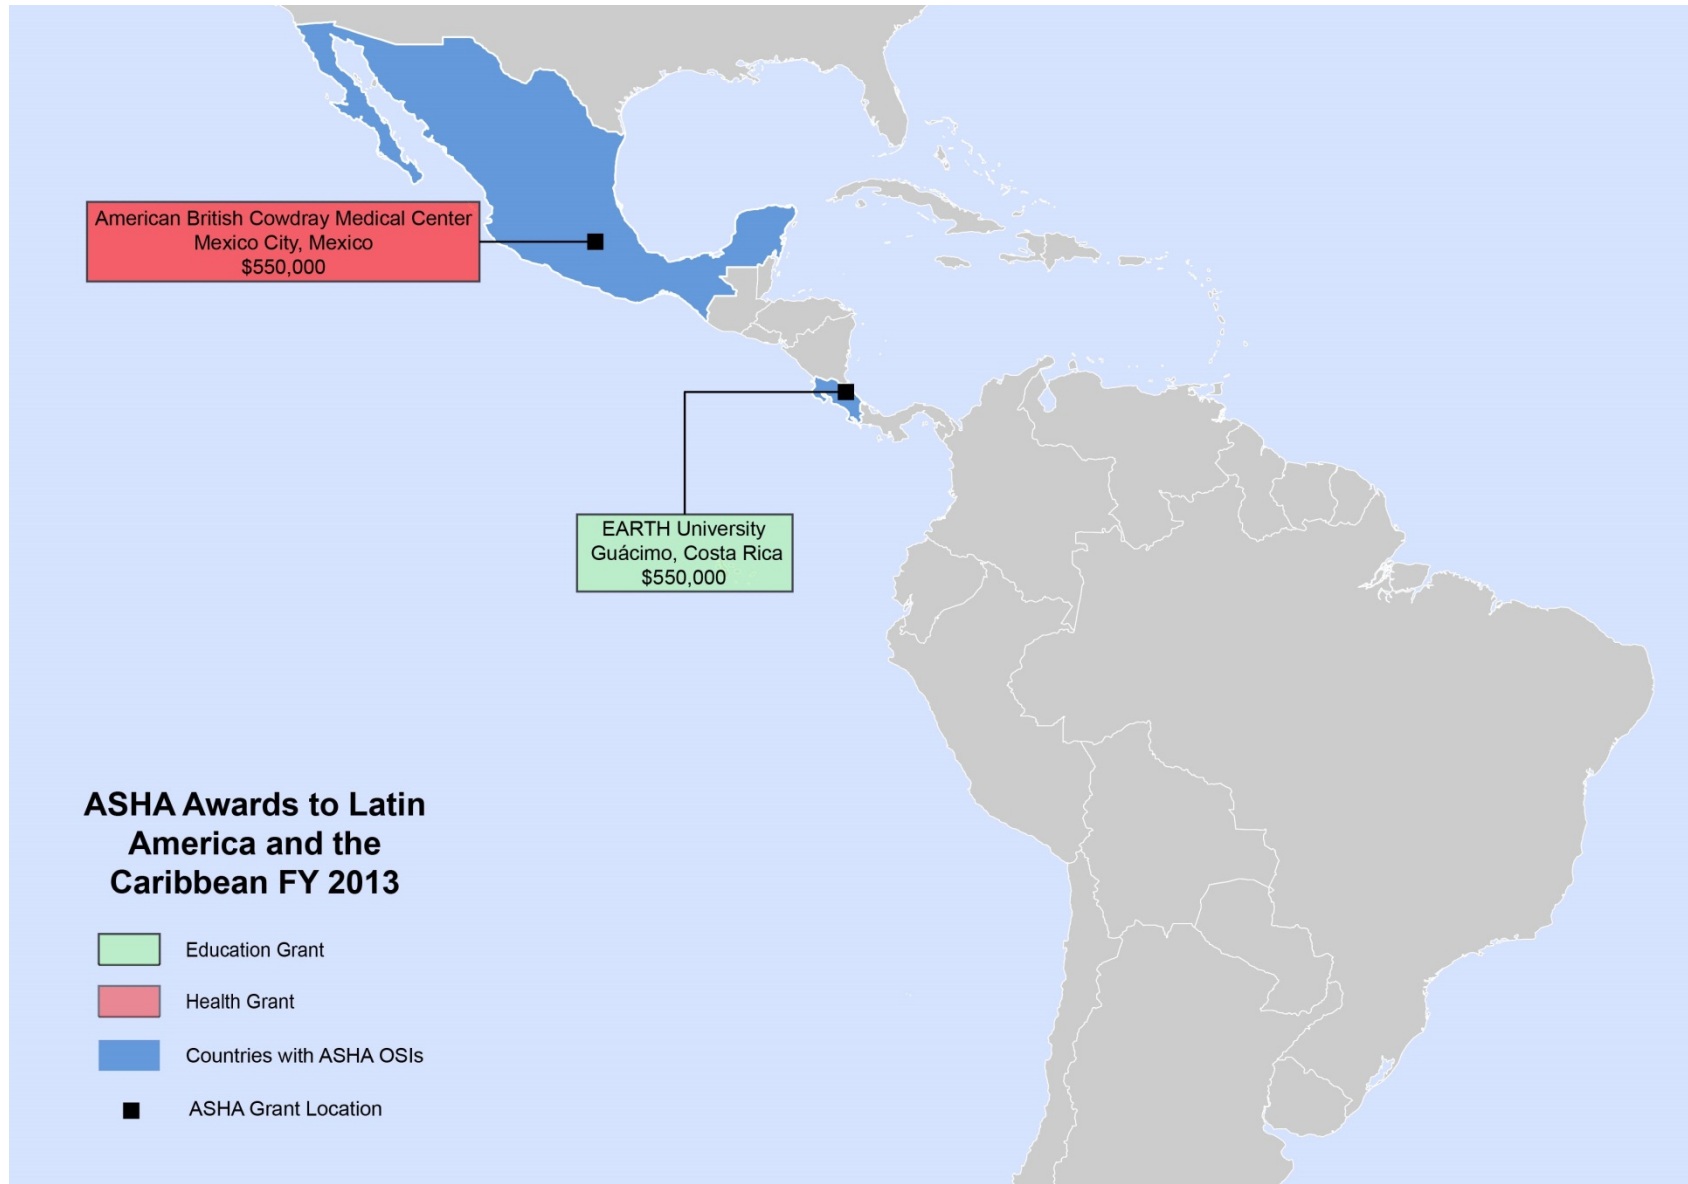 American British Cowdray Medical Center
Mexico City, Mexico
$550,000
EARTH University
Guácimo, Costa Rica
$550,000
ASHA Awards to Latin
America and the
Caribbean FY 2013
Education Grant
Health Grant
Countries with ASHA OSIs
ASHA Grant Location